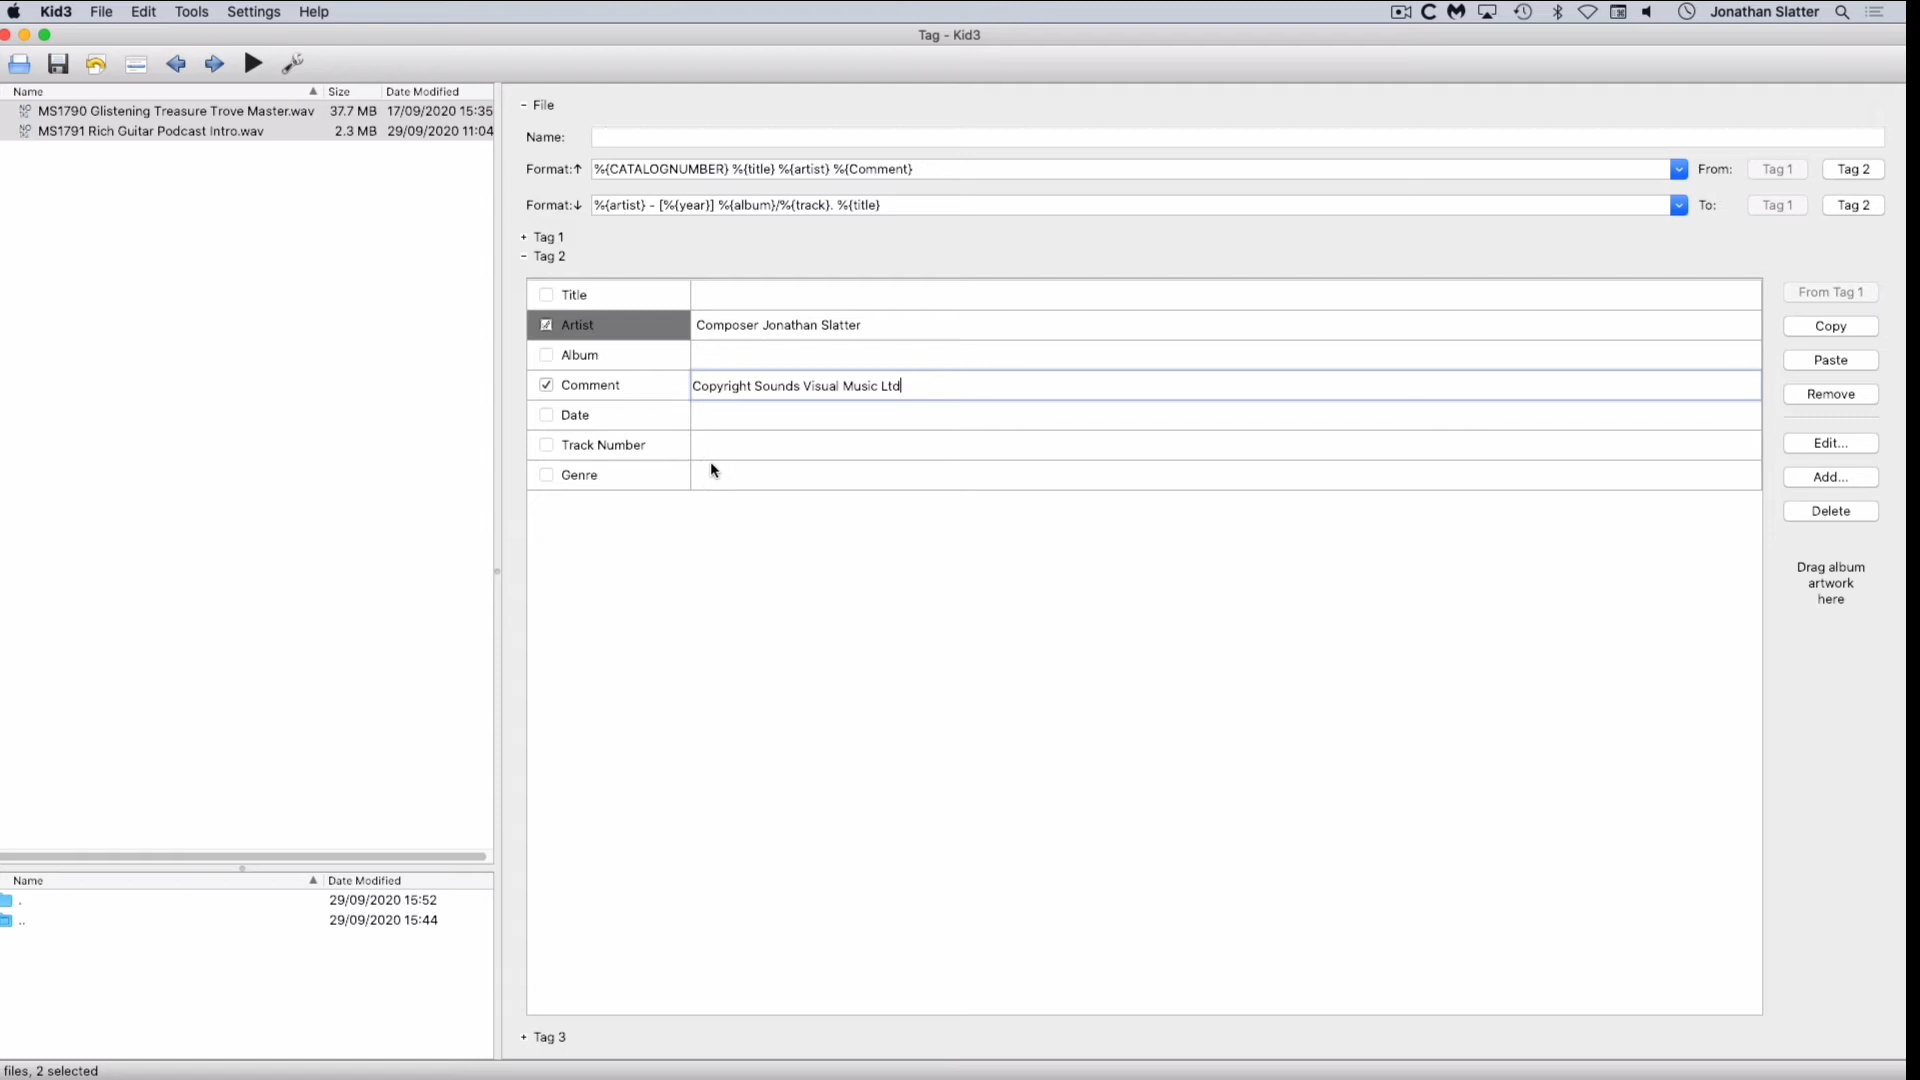 Kid3 File Edit Tools Settings Help Jonathan Slatter
Tag - Kid3
Name Size Date Modified
MS1790 Glistening Treasure Trove Master.wav 37.7 MB 17/09/2020 15:35
MS1791 Rich Guitar Podcast Intro.wav 2.3 MB 29/09/2020 11:04
- File
Name:
Format:↑ %{CATALOGNUMBER} %{title} %{artist} %{Comment} From: Tag 1 Tag 2
Format:↓ %{artist} - [%{year}] %{album}/%{track}. %{title} To: Tag 1 Tag 2
+ Tag 1
- Tag 2
Title
Artist Composer Jonathan Slatter
Album
Comment Copyright Sounds Visual Music Ltd
Date
Track Number
Genre
From Tag 1
Copy
Paste
Remove
Edit...
Add...
Delete
Drag album
artwork
here
Name Date Modified
. 29/09/2020 15:52
.. 29/09/2020 15:44
+ Tag 3
files, 2 selected